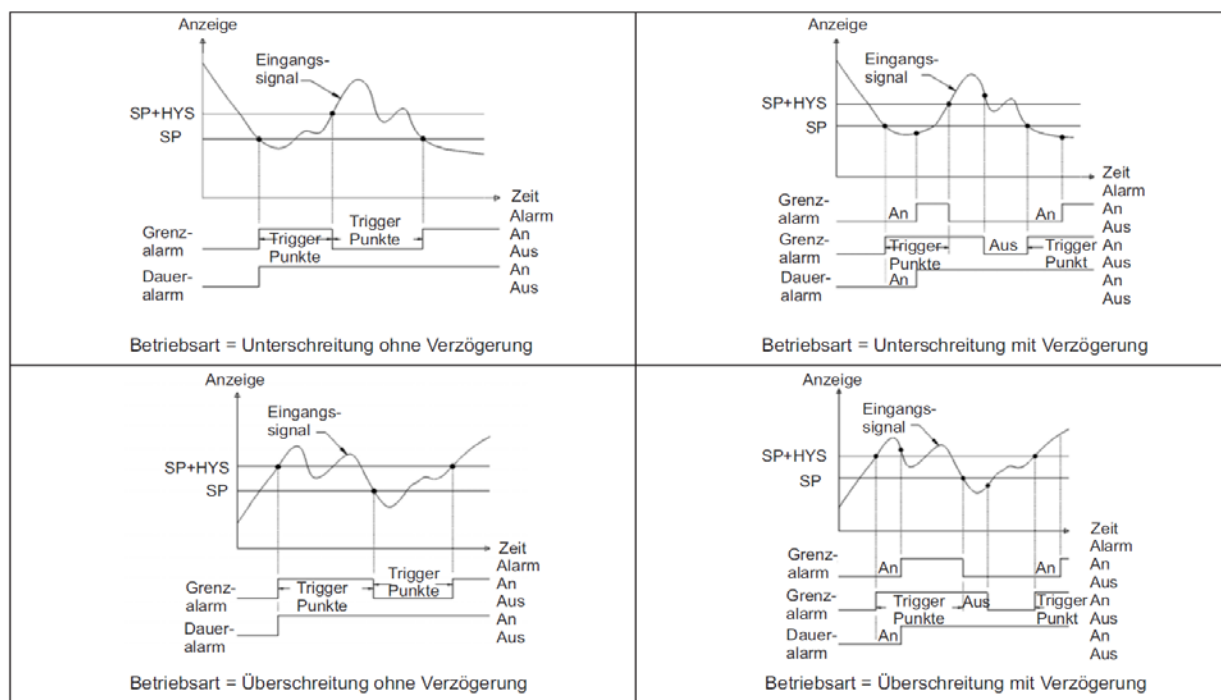 Anzeige
Eingangs-
signal
SP+HYS
SP
Zeit
Alarm
Grenz-
alarm
Trigger
Punkte
Trigger
Punkte
An
Aus
Dauer-
alarm
An
Aus
Betriebsart = Unterschreitung ohne Verzögerung
Anzeige
Eingangs-
signal
SP+HYS
SP
Zeit
Alarm
Grenz-
alarm
An
An
An
Aus
Grenz-
alarm
Trigger
Punkte
Aus
Trigger
Punkt
An
Aus
Dauer-
alarm
An
An
Aus
Betriebsart = Unterschreitung mit Verzögerung
Anzeige
Eingangs-
signal
SP+HYS
SP
Zeit
Alarm
Grenz-
alarm
Trigger
Punkte
Trigger
Punkte
An
Aus
Dauer-
alarm
An
Aus
Betriebsart = Überschreitung ohne Verzögerung
Anzeige
Eingangs-
signal
SP+HYS
SP
Zeit
Alarm
Grenz-
alarm
An
An
An
Aus
Grenz-
alarm
Trigger
Punkte
Aus
Trigger
Punkt
An
Aus
Dauer-
alarm
An
An
Aus
Betriebsart = Überschreitung mit Verzögerung